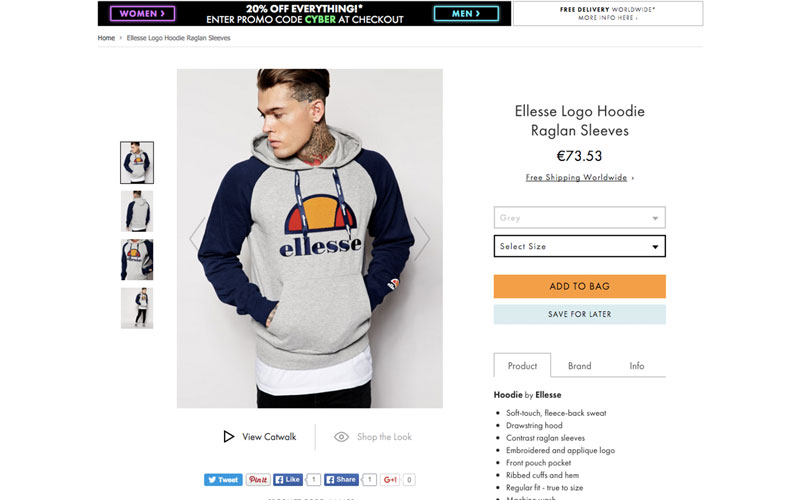 WOMEN >
20% OFF EVERYTHING!*
ENTER PROMO CODE CYBER AT CHECKOUT
MEN >
FREE DELIVERY WORLDWIDE*
MORE INFO HERE ›
Home › Ellesse Logo Hoodie Raglan Sleeves
ellesse
Ellesse Logo Hoodie
Raglan Sleeves
€73.53
Free Shipping Worldwide ›
Grey
Select Size
ADD TO BAG
SAVE FOR LATER
Product Brand Info
Hoodie by Ellesse
• Soft-touch, fleece-back sweat
• Drawstring hood
• Contrast raglan sleeves
• Embroidered and applique logo
• Front pouch pocket
• Ribbed cuffs and hem
• Regular fit - true to size
• Machine wash
View Catwalk
Shop the Look
Tweet Pin it Like 1 Share 1 G+1 0